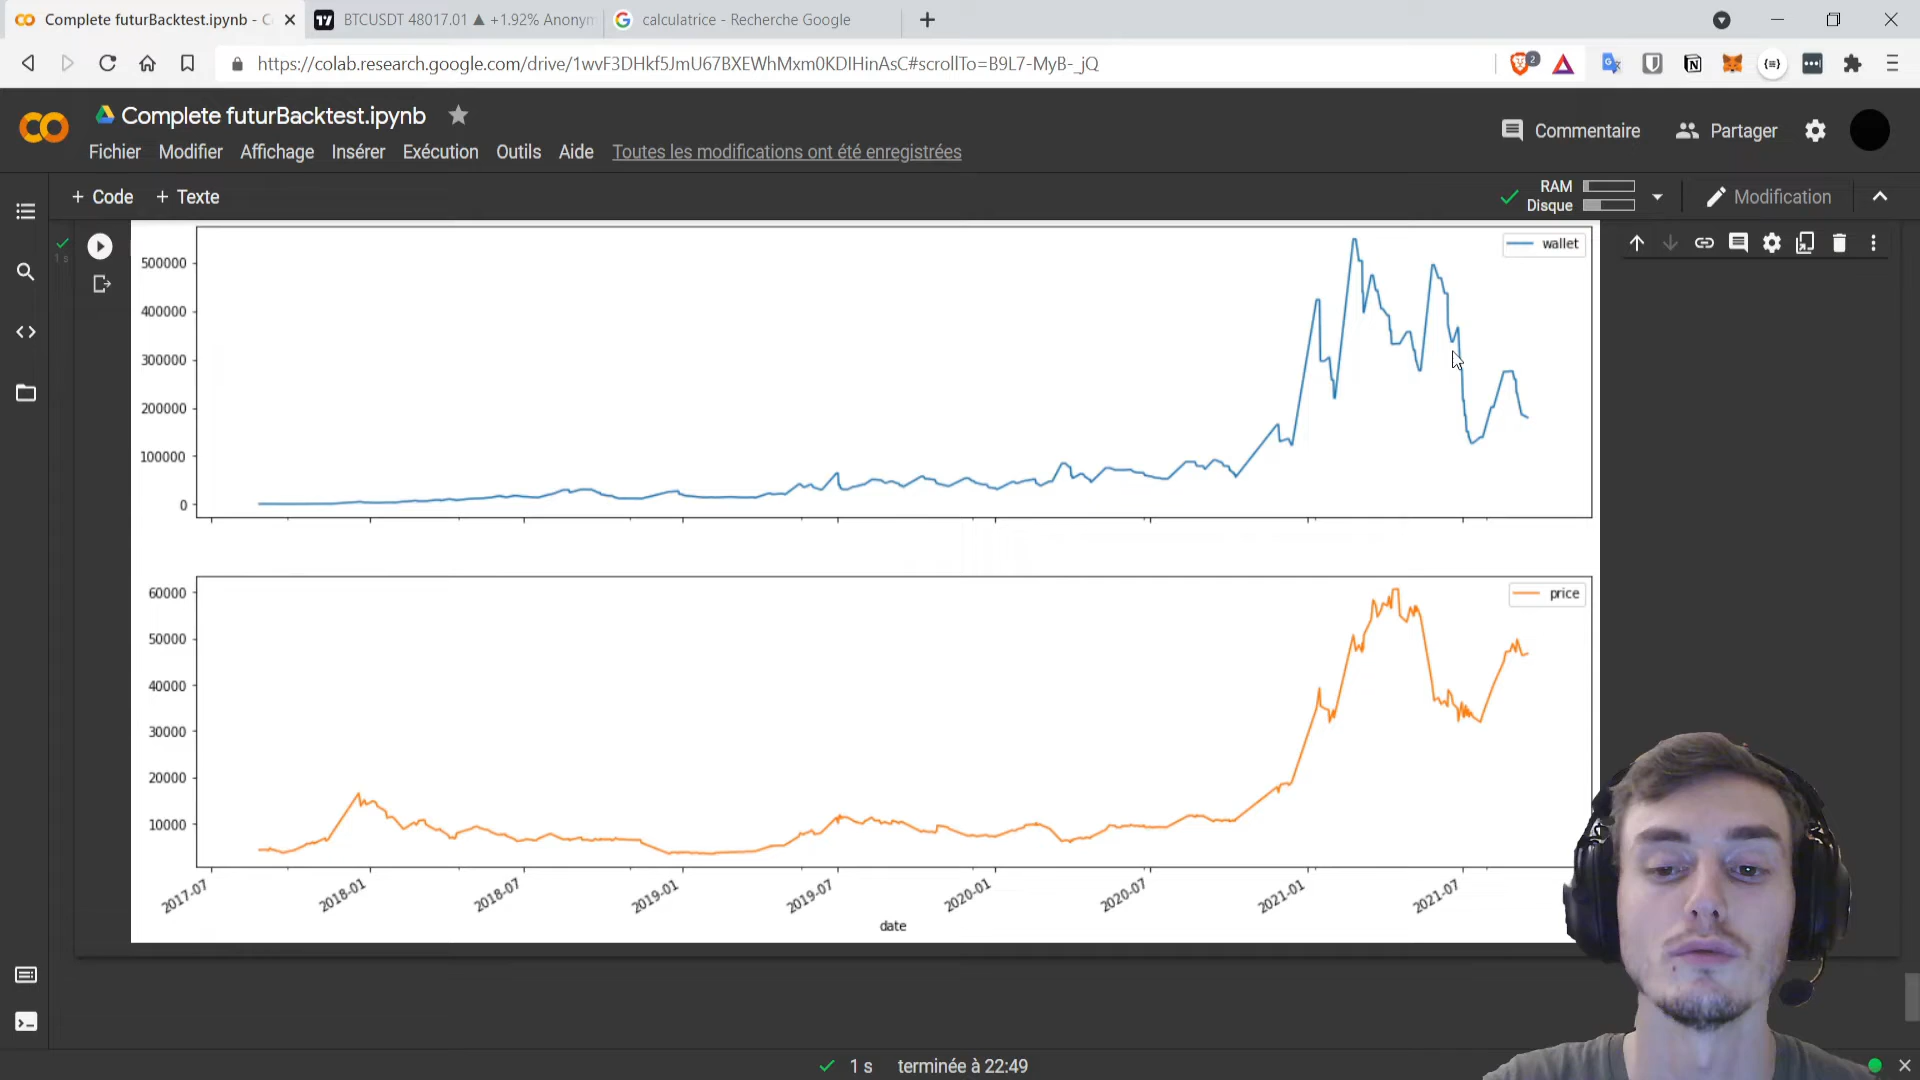 Complete futurBacktest.ipynb - C
BTCUSDT 48017.01 ▲ +1.92% Anonym
calculatrice - Recherche Google
https://colab.research.google.com/drive/1wvF3DHkf5JmU67BXEWhMxm0KDIHinAsC#scrollTo=B9L7-MyB-_jQ
2
Complete futurBacktest.ipynb
Commentaire
Partager
Fichier Modifier Affichage Insérer Exécution Outils Aide Toutes les modifications ont été enregistrées
+ Code + Texte
RAM
Disque
Modification
1 s
wallet
500000
400000
300000
200000
100000
0
price
60000
50000
40000
30000
20000
10000
2017-07 2018-01 2018-07 2019-01 2019-07 2020-01 2020-07 2021-01 2021-07
date
1 s terminée à 22:49